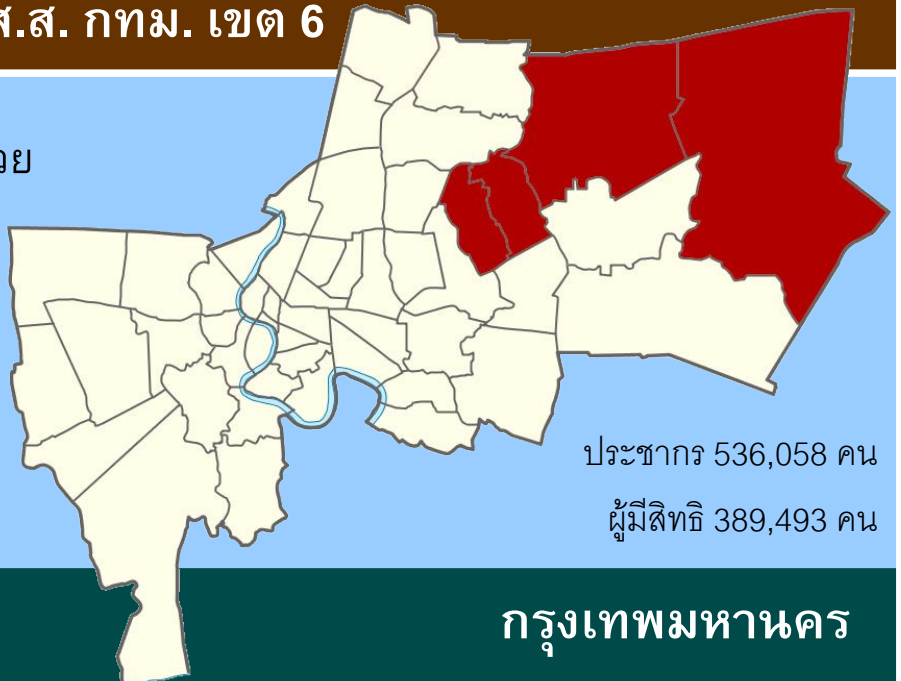 ส.ส. กทม. เขต 6
วย
ประชากร 536,058 คน
ผู้มีสิทธิ 389,493 คน
กรุงเทพมหานคร